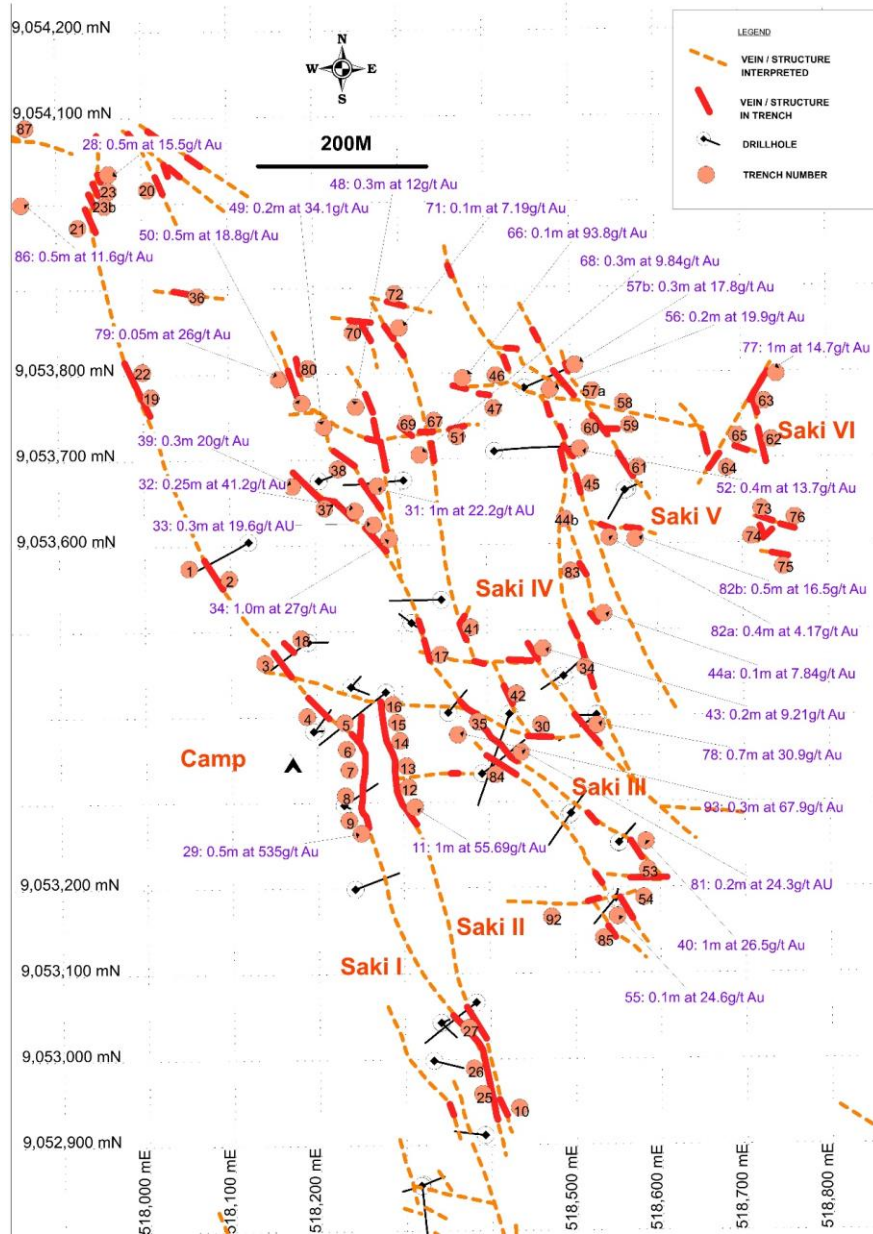 9,054,200 mN
N
W
E
S
LEGEND
VEIN / STRUCTURE
INTERPRETED
VEIN / STRUCTURE
IN TRENCH
DRILLHOLE
TRENCH NUMBER
9,054,100 mN
87
200M
28: 0.5m at 15.5g/t Au
48: 0.3m at 12g/t Au
23
20
49: 0.2m at 34.1g/t Au
71: 0.1m at 7.19g/t Au
23b
21
50: 0.5m at 18.8g/t Au
66: 0.1m at 93.8g/t Au
86: 0.5m at 11.6g/t Au
68: 0.3m at 9.84g/t Au
57b: 0.3m at 17.8g/t Au
36
72
56: 0.2m at 19.9g/t Au
79: 0.05m at 26g/t Au
70
77: 1m at 14.7g/t Au
9,053,800 mN
22
80
46
19
57a
58
63
47
39: 0.3m 20g/t Au
69
67
51
60
59
65
62
Saki VI
9,053,700 mN
38
61
64
32: 0.25m at 41.2g/t Au
45
52: 0.4m at 13.7g/t Au
37
31: 1m at 22.2g/t Au
44b
Saki V
73
76
33: 0.3m at 19.6g/t AU
74
9,053,600 mN
75
1
2
83
82b: 0.5m at 16.5g/t Au
Saki IV
34: 1.0m at 27g/t Au
82a: 0.4m at 4.17g/t Au
41
18
17
44a: 0.1m at 7.84g/t Au
3
34
42
43: 0.2m at 9.21g/t Au
16
4
5
15
35
30
78: 0.7m at 30.9g/t Au
14
6
Camp
7
13
84
Saki III
93: 0.3m at 67.9g/t Au
8
12
9
29: 0.5m at 535g/t Au
11: 1m at 55.69g/t Au
81: 0.2m at 24.3g/t AU
53
9,053,200 mN
54
Saki II
92
40: 1m at 26.5g/t Au
85
Saki I
55: 0.1m at 24.6g/t Au
9,053,100 mN
27
9,053,000 mN
26
25
10
9,052,900 mN
518,000 mE
518,100 mE
518,200 mE
518,500 mE
518,600 mE
518,700 mE
518,800 mE